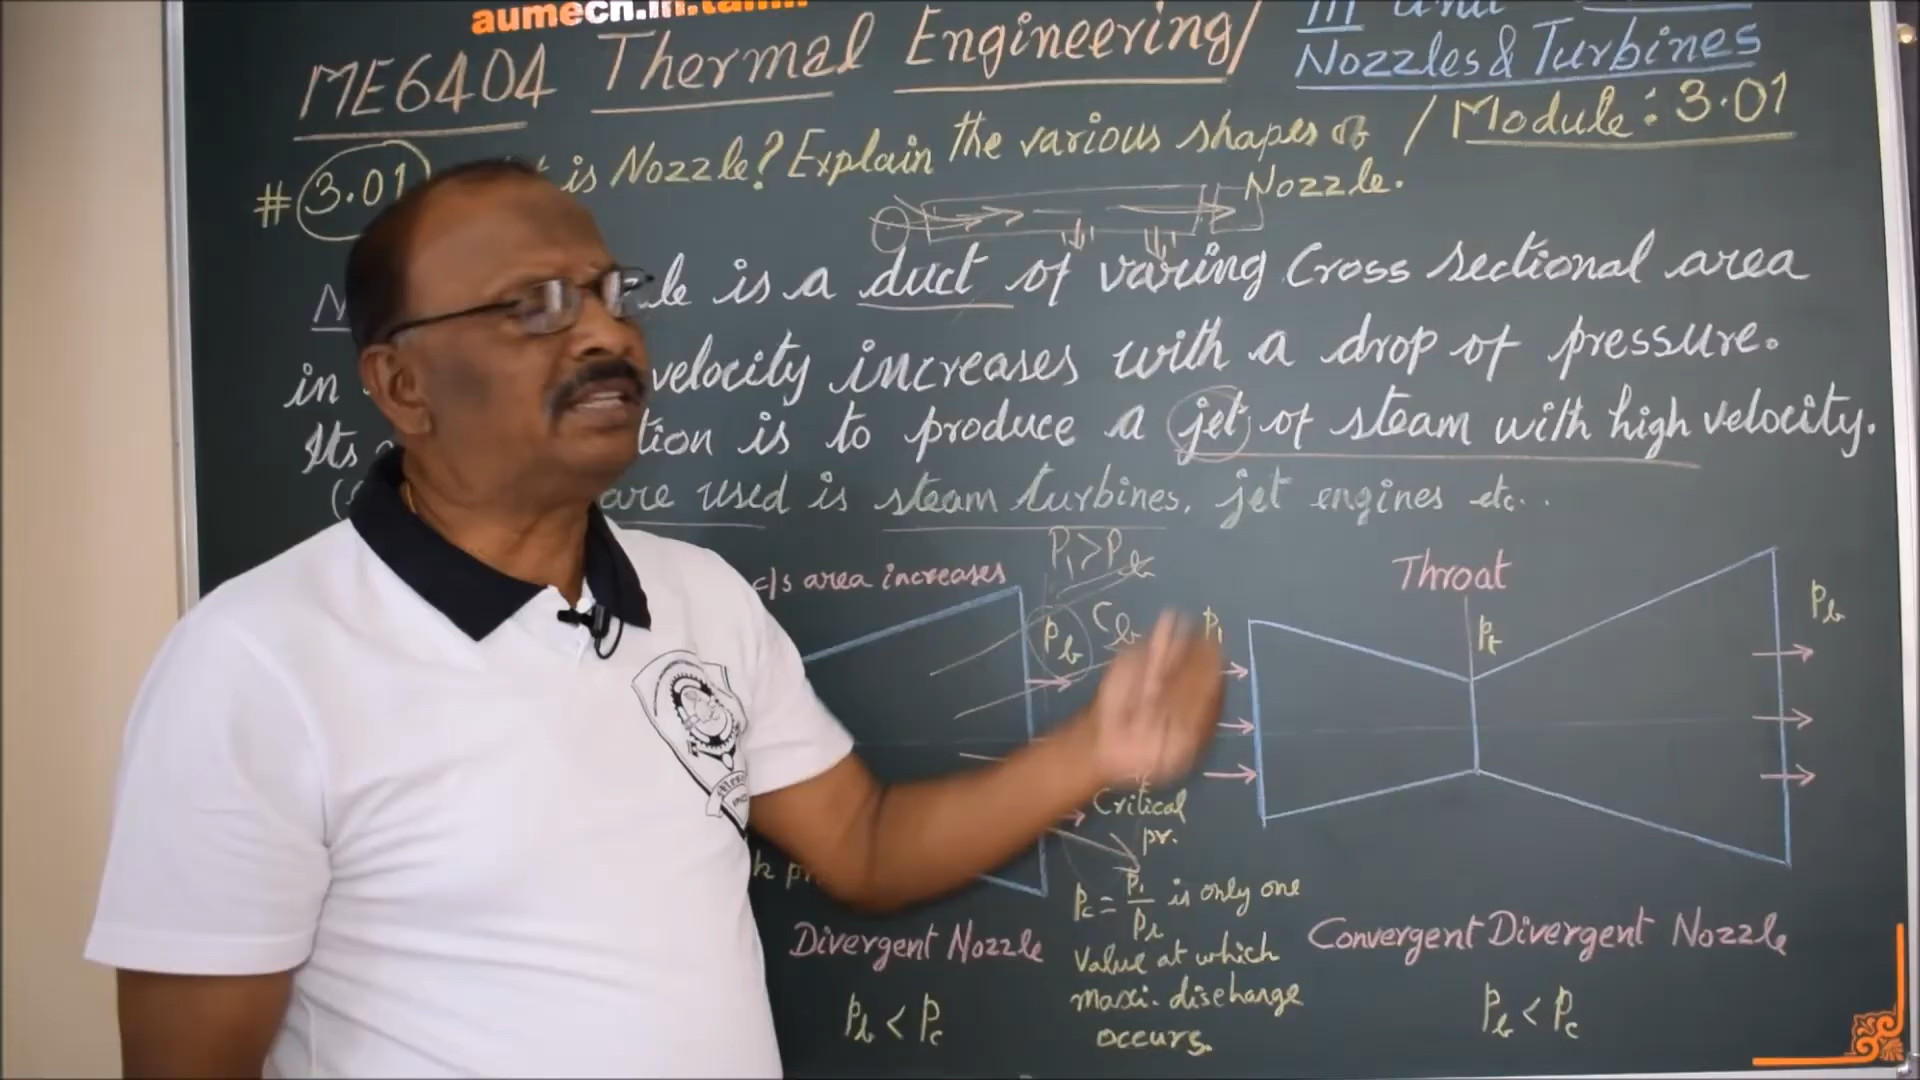 aumech.in.tamil
ME6404 Thermal Engineering/ III unit
Nozzles & Turbines
# 3.01 is Nozzle? Explain the various shapes of / Module: 3.01
Nozzle.
is a duct of varing Cross sectional area
in velocity increases with a drop of pressure.
Its tion is to produce a jet of steam with high velocity.
are used is steam turbines, jet engines etc..
c/s area increases
P1 > Pb
Throat
Pb
Cb
P1
Pt
Pb
Critical
pr.
Pc = P1/P2 is only one
Value at which
maxi. discharge
occurs.
Divergent Nozzle
Pb < Pc
Convergent Divergent Nozzle
Pb < Pc